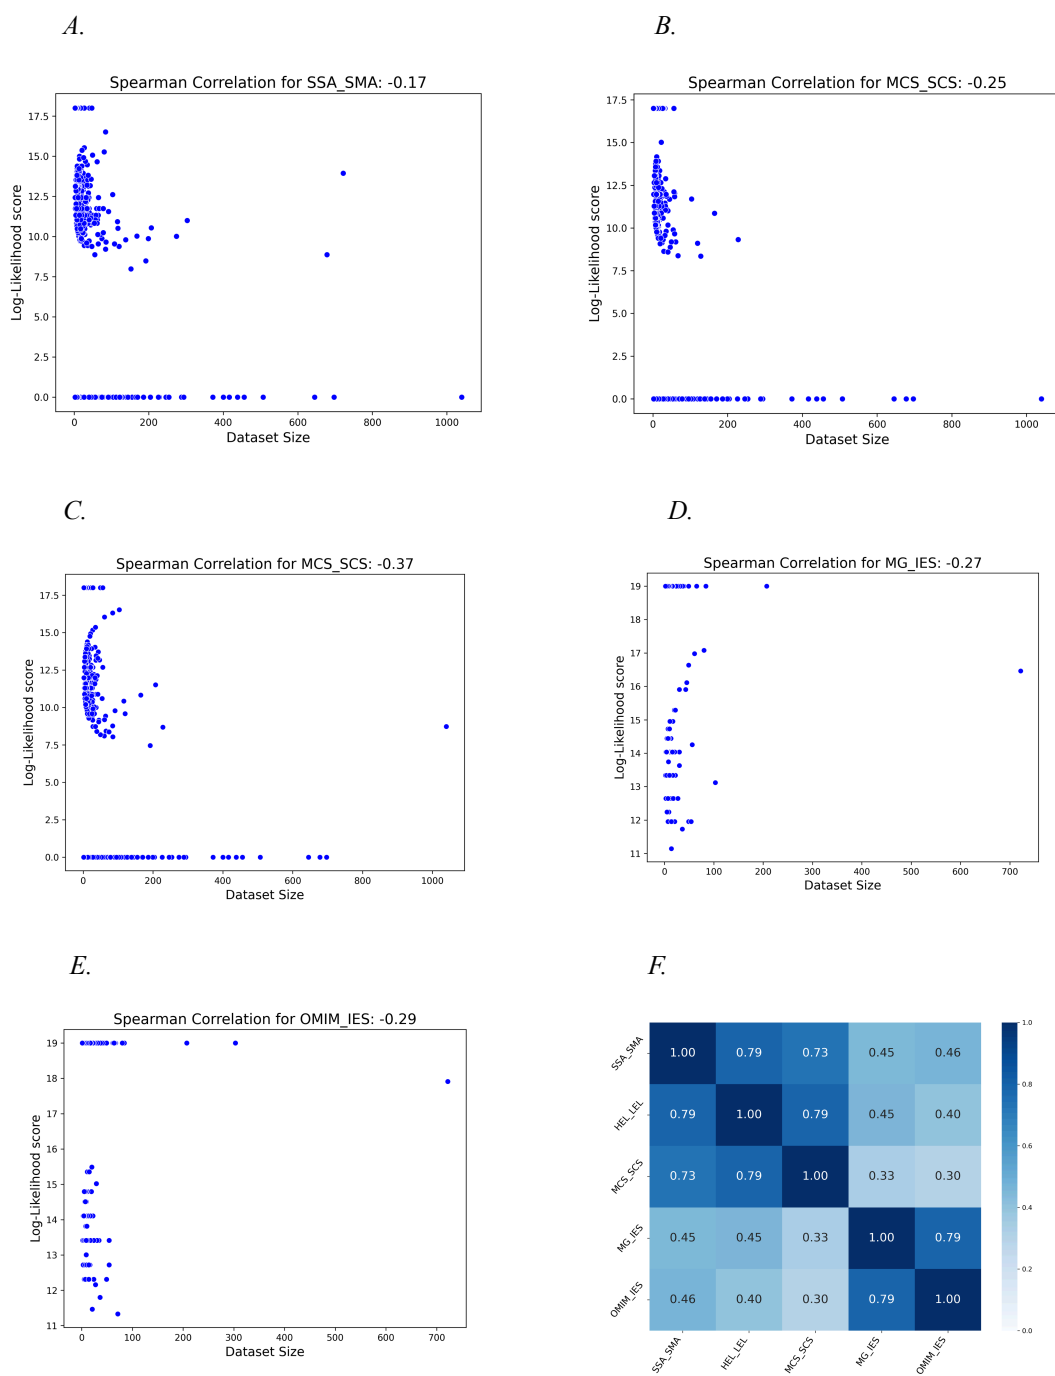 A.
B.
Spearman Correlation for SSA_SMA: -0.17
17.5
15.0
12.5
10.0
7.5
5.0
2.5
0.0
Log-Likelihood score
0 200 400 600 800 1000
Dataset Size
Spearman Correlation for MCS_SCS: -0.25
17.5
15.0
12.5
10.0
7.5
5.0
2.5
0.0
Log-Likelihood score
0 200 400 600 800 1000
Dataset Size
C.
D.
Spearman Correlation for MCS_SCS: -0.37
17.5
15.0
12.5
10.0
7.5
5.0
2.5
0.0
Log-Likelihood score
0 200 400 600 800 1000
Dataset Size
Spearman Correlation for MG_IES: -0.27
19
18
17
16
15
14
13
12
11
Log-Likelihood score
0 100 200 300 400 500 600 700
Dataset Size
E.
F.
Spearman Correlation for OMIM_IES: -0.29
19
18
17
16
15
14
13
12
11
Log-Likelihood score
0 100 200 300 400 500 600 700
Dataset Size
SSA_SMA 1.00 0.79 0.73 0.45 0.46
HEL_LEL 0.79 1.00 0.79 0.45 0.40
MCS_SCS 0.73 0.79 1.00 0.33 0.30
MG_IES 0.45 0.45 0.33 1.00 0.79
OMIM_IES 0.46 0.40 0.30 0.79 1.00
SSA_SMA HEL_LEL MCS_SCS MG_IES OMIM_IES
1.0
0.8
0.6
0.4
0.2
0.0